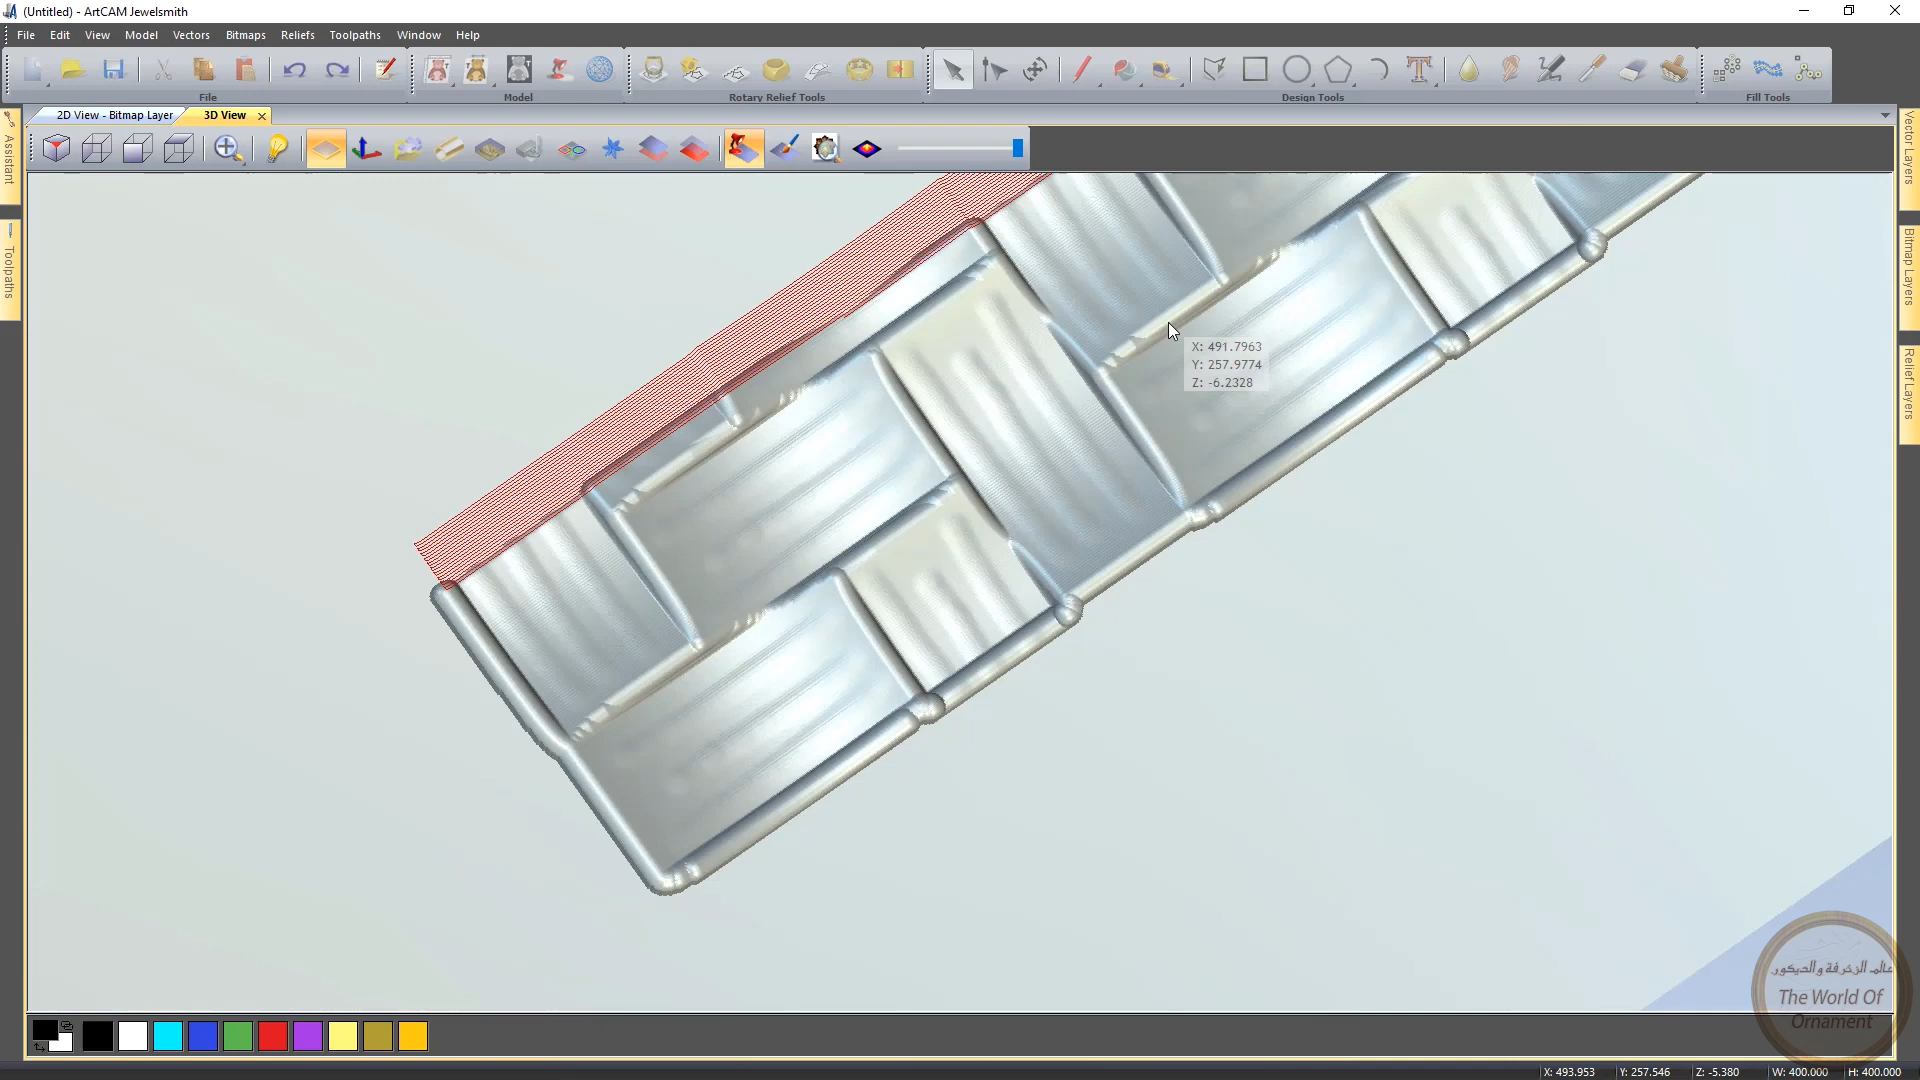 (Untitled) - ArtCAM Jewelsmith
File Edit View Model Vectors Bitmaps Reliefs Toolpaths Window Help
File Model Rotary Relief Tools Design Tools Fill Tools
2D View - Bitmap Layer 3D View
Assistant
Toolpaths
Vector Layers
Bitmap Layers
Relief Layers
X: 491.7963
Y: 257.9774
Z: -6.2328
عالم الزخرفة والديكور
The World Of
Ornament
X: 493.953 Y: 257.546 Z: -5.380 W: 400.000 H: 400.000